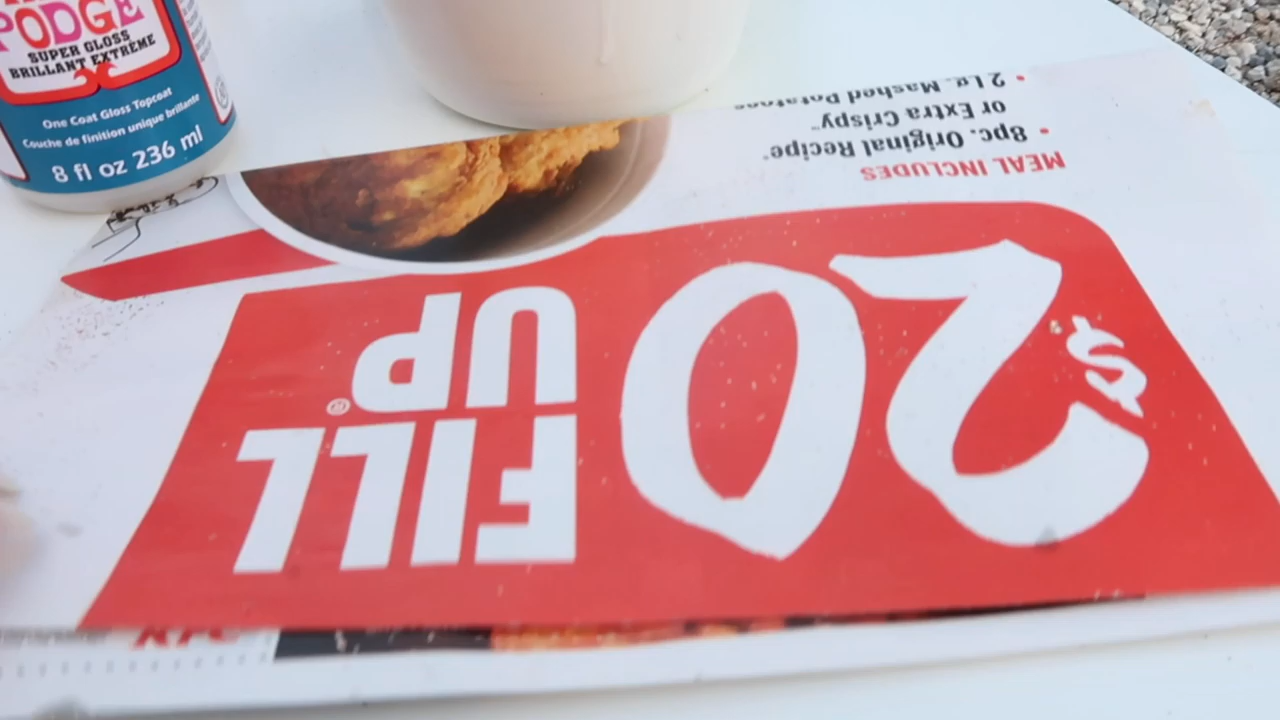 PODGE
SUPER GLOSS
BRILLANT EXTRÊME
One Coat Gloss Topcoat
Couche de finition unique brillante
8 fl oz 236 ml
$20 FILL
UP®
MEAL INCLUDES
• 8pc. Original Recipe®
or Extra Crispy™
• 2 Lg. Mashed Potatoes
KFC